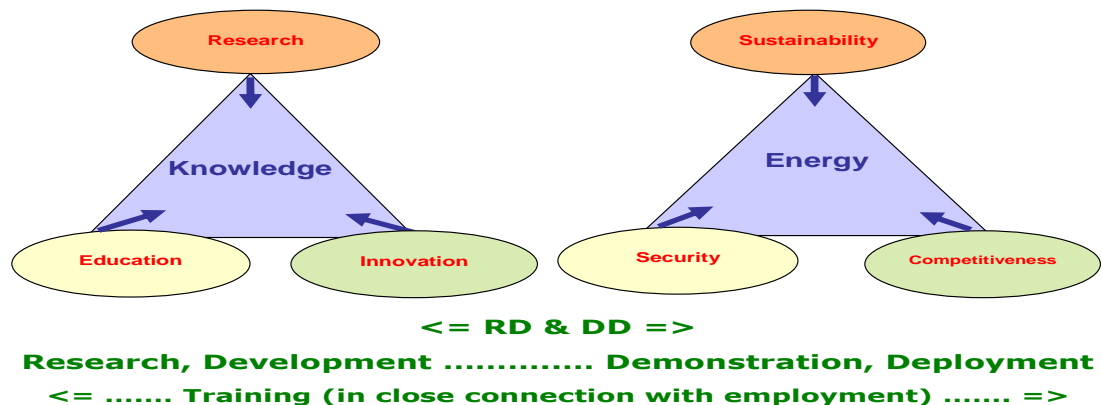 Research
Sustainability
Knowledge
Energy
Education
Innovation
Security
Competitiveness
<= RD & DD =>
Research, Development .............. Demonstration, Deployment
<= ....... Training (in close connection with employment) ....... =>